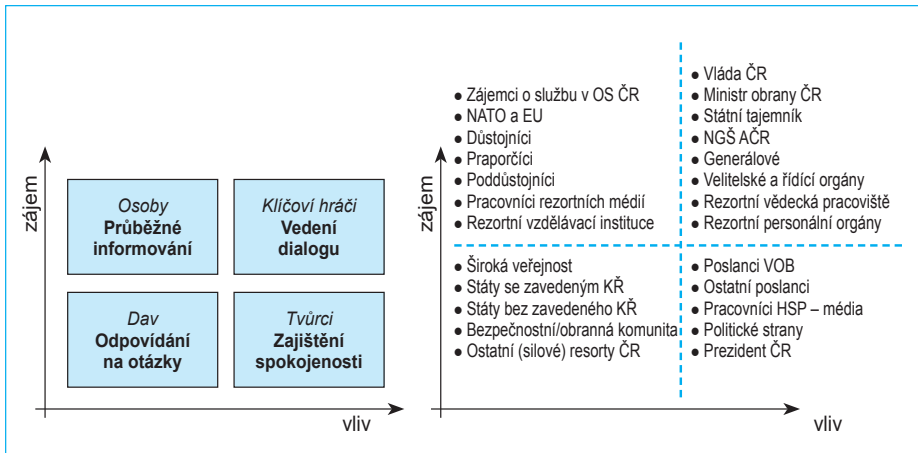 zájem
Osoby
Průběžné
informování
Klíčoví hráči
Vedení
dialogu
Dav
Odpovídání
na otázky
Tvůrci
Zajištění
spokojenosti
vliv
zájem
● Zájemci o službu v OS ČR
● NATO a EU
● Důstojníci
● Praporčíci
● Poddůstojníci
● Pracovníci rezortních médií
● Rezortní vzdělávací instituce
● Vláda ČR
● Ministr obrany ČR
● Státní tajemník
● NGŠ AČR
● Generálové
● Velitelské a řídící orgány
● Rezortní vědecká pracoviště
● Rezortní personální orgány
● Široká veřejnost
● Státy se zavedeným KŘ
● Státy bez zavedeného KŘ
● Bezpečnostní/obranná komunita
● Ostatní (silové) resorty ČR
● Poslanci VOB
● Ostatní poslanci
● Pracovníci HSP – média
● Politické strany
● Prezident ČR
vliv